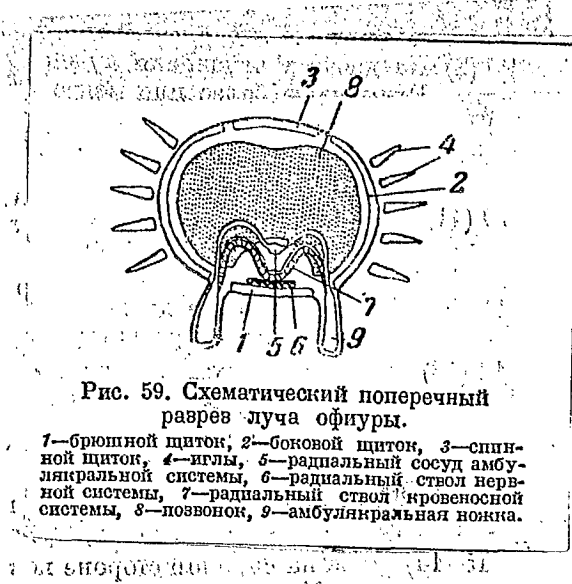 3
8
4
2
1
5
6
7
9
Рис. 59. Схематический поперечный
разрез луча офиуры.
1—брюшной щиток, 2—боковой щиток, 3—спин-
ной щиток, 4—иглы, 5—радиальный сосуд амбу-
лякральной системы, 6—радиальный ствол нерв-
ной системы, 7—радиальный ствол кровеносной
системы, 8—позвонок, 9—амбулякральная ножка.